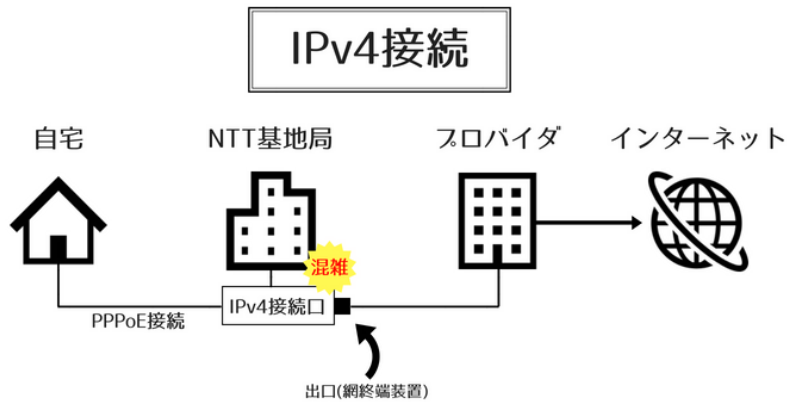 IPv4接続
自宅
NTT基地局
プロバイダ
インターネット
混雑
IPv4接続口
PPPoE接続
出口(網終端装置)